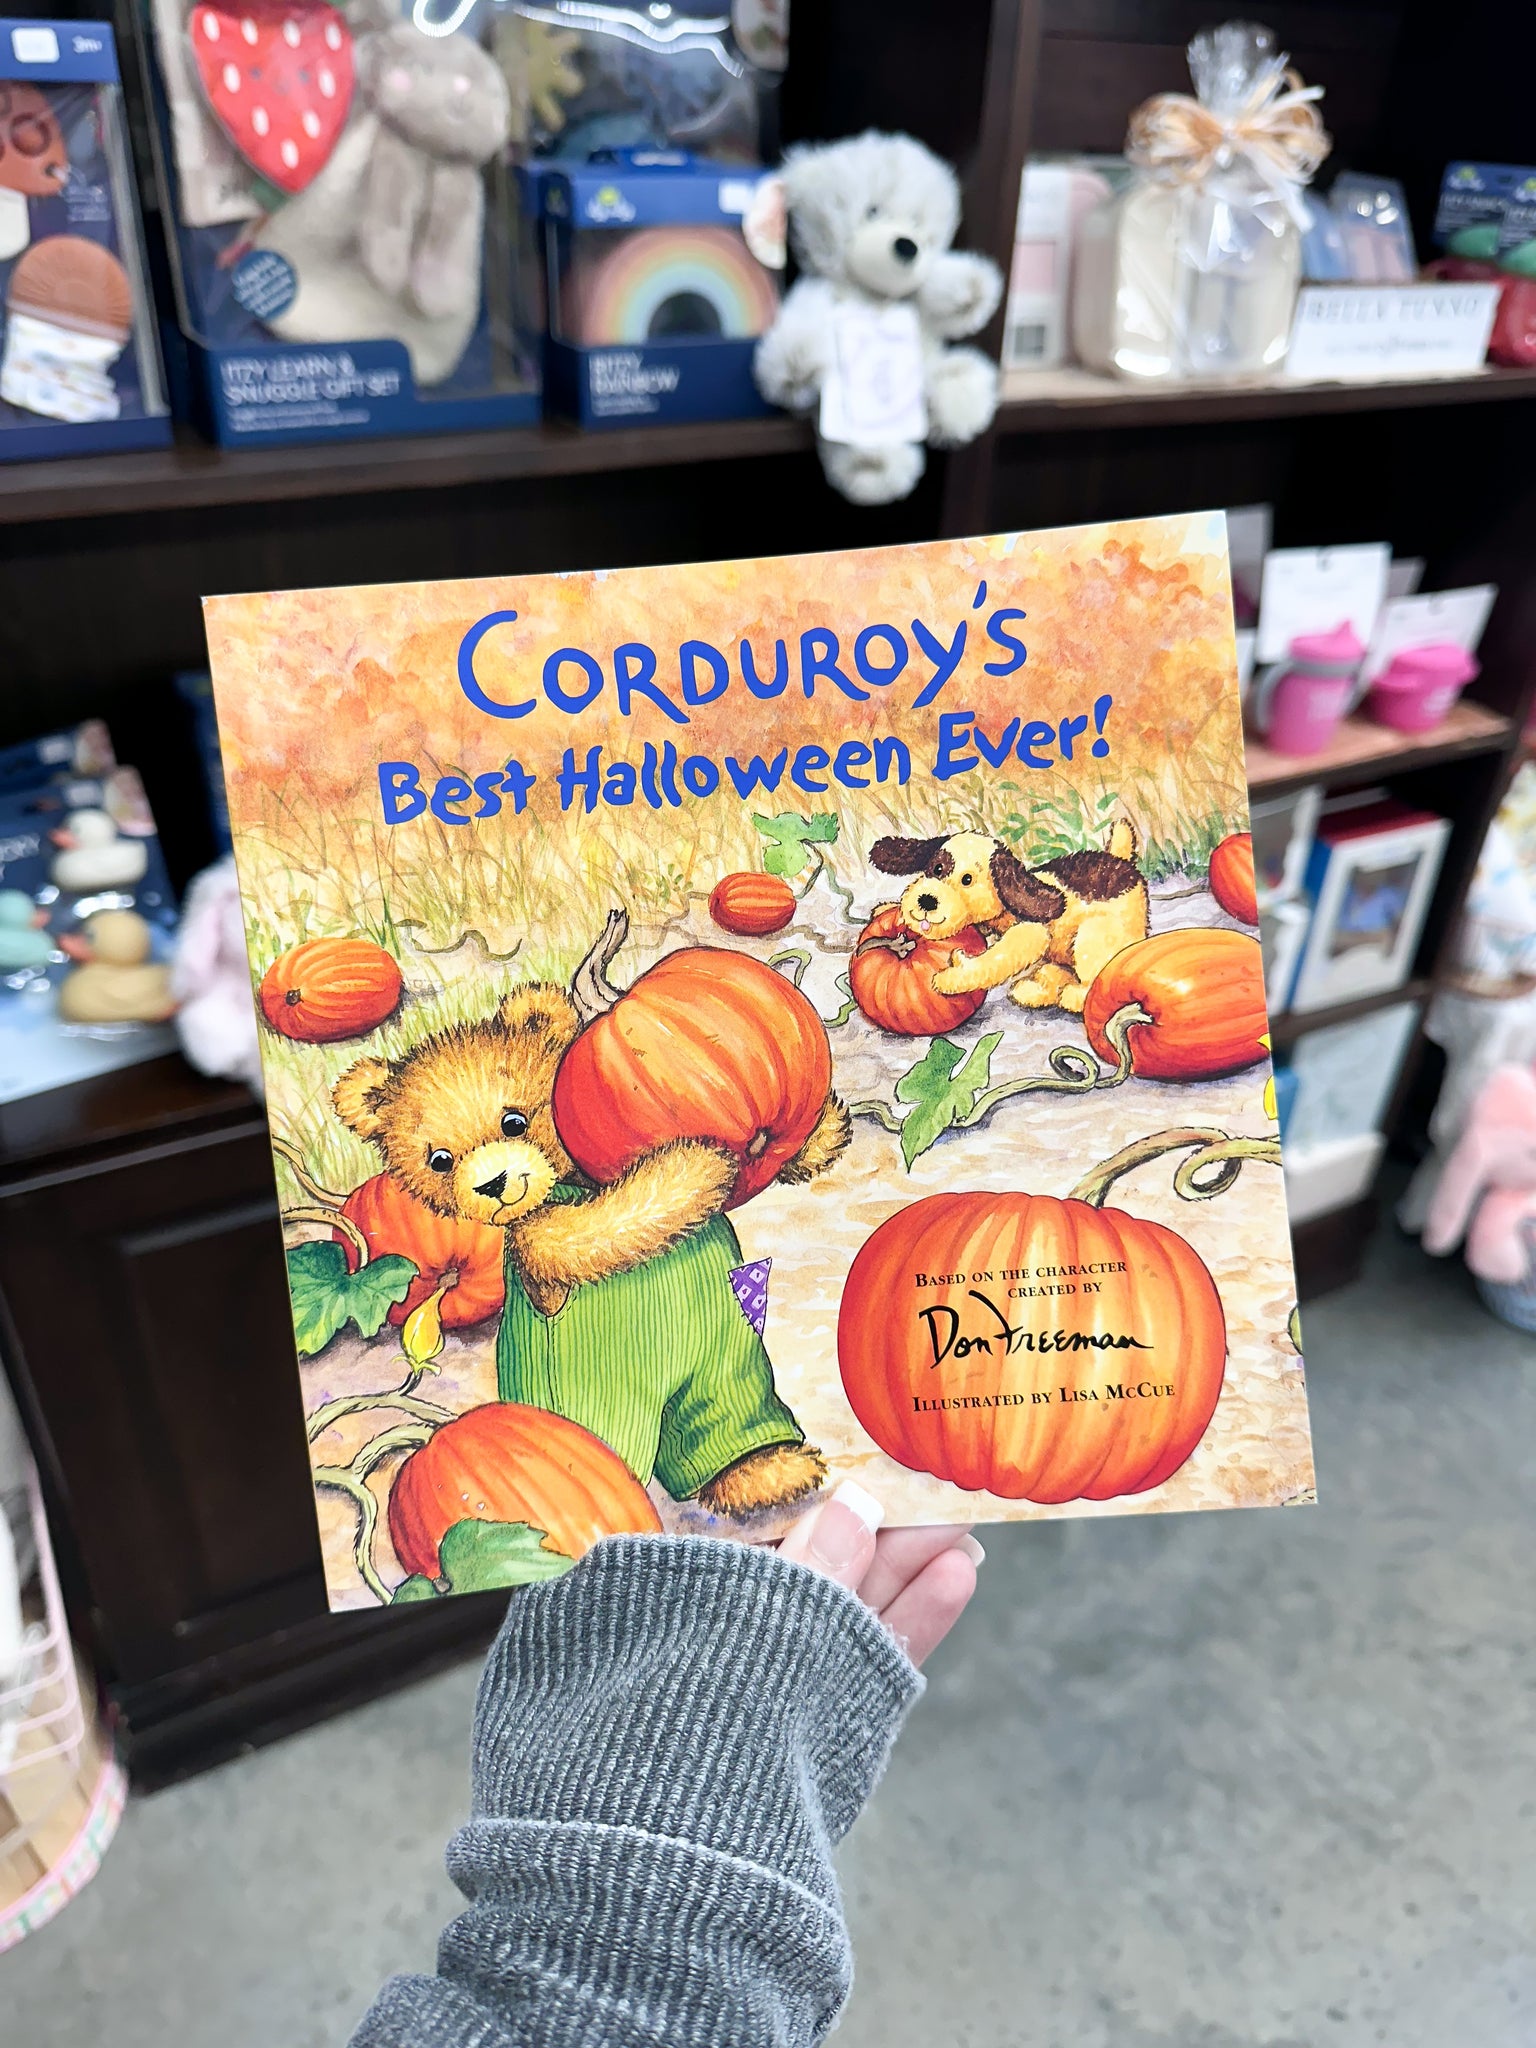 3m+
ITZY LEARN &
SNUGGLE GIFT SET
BITZY
RAINBOW
CORDUROY'S
Best Halloween Ever!
BASED ON THE CHARACTER
CREATED BY
Don Freeman
ILLUSTRATED BY LISA MCCUE